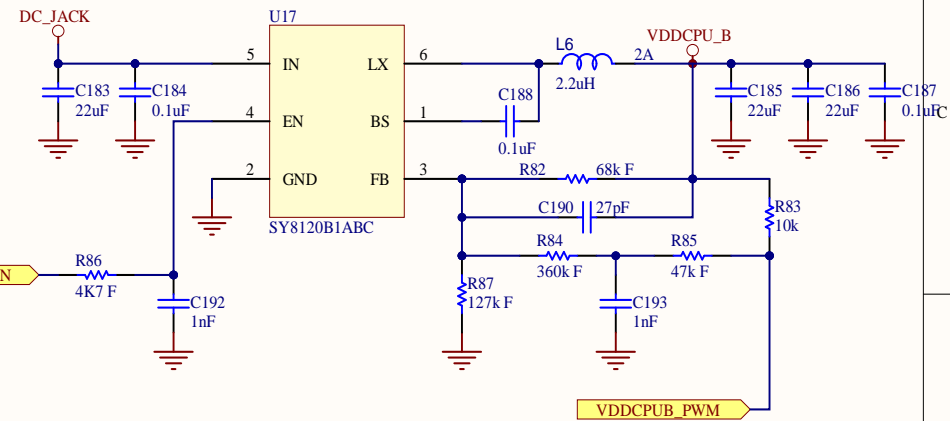 DC_JACK
U17
VDDCPU_B
5
IN
LX
6
L6
2A
2.2uH
C183
22uF
C184
0.1uF
4
EN
BS
1
C188
0.1uF
C185
22uF
C186
22uF
C187
0.1uF
C
2
GND
FB
3
R82
68k F
SY8120B1ABC
C190
27pF
R83
10k
R84
360k F
R85
47k F
N
R86
4K7 F
C192
1nF
R87
127k F
C193
1nF
VDDCPUB_PWM